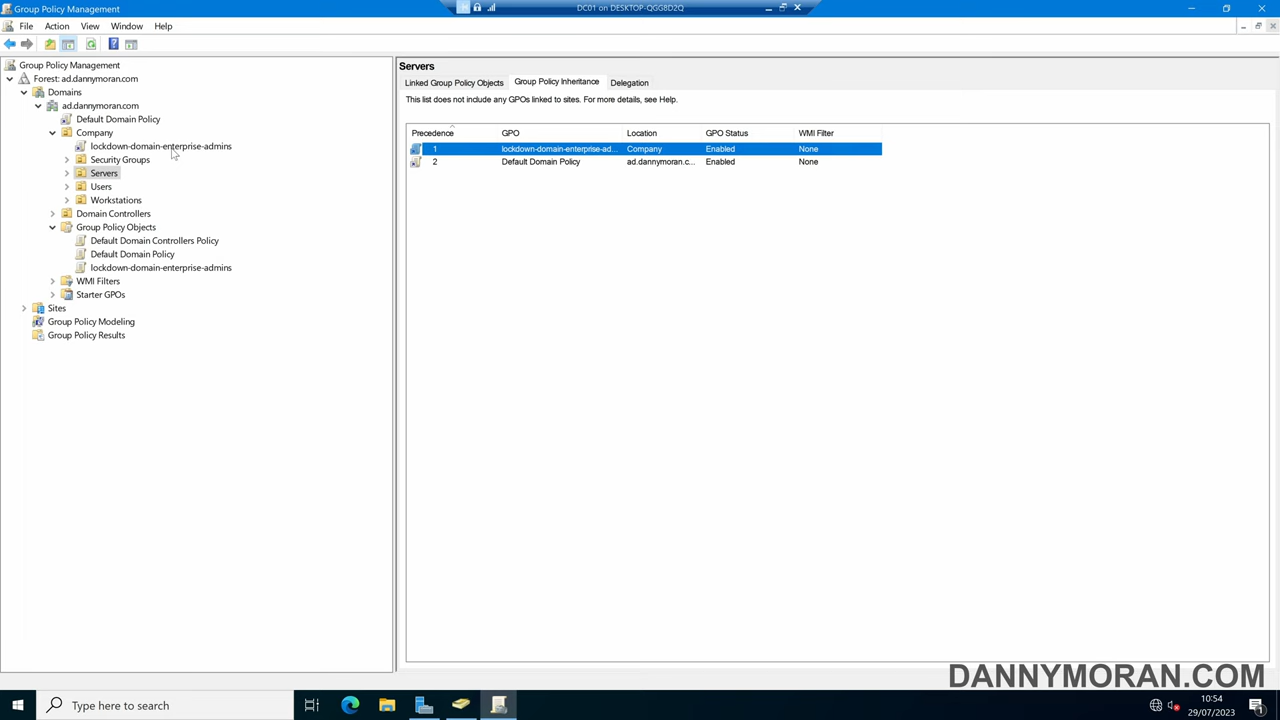 Group Policy Management
DC01 on DESKTOP-QGG8D2Q
File Action View Window Help
Group Policy Management
Forest: ad.dannymoran.com
Domains
ad.dannymoran.com
Default Domain Policy
Company
lockdown-domain-enterprise-admins
Security Groups
Servers
Users
Workstations
Domain Controllers
Group Policy Objects
Default Domain Controllers Policy
Default Domain Policy
lockdown-domain-enterprise-admins
WMI Filters
Starter GPOs
Sites
Group Policy Modeling
Group Policy Results
Servers
Linked Group Policy Objects Group Policy Inheritance Delegation
This list does not include any GPOs linked to sites. For more details, see Help.
Precedence GPO Location GPO Status WMI Filter
1 lockdown-domain-enterprise-ad... Company Enabled None
2 Default Domain Policy ad.dannymoran.c... Enabled None
DANNYMORAN.COM
Type here to search
10:54
29/07/2023
1